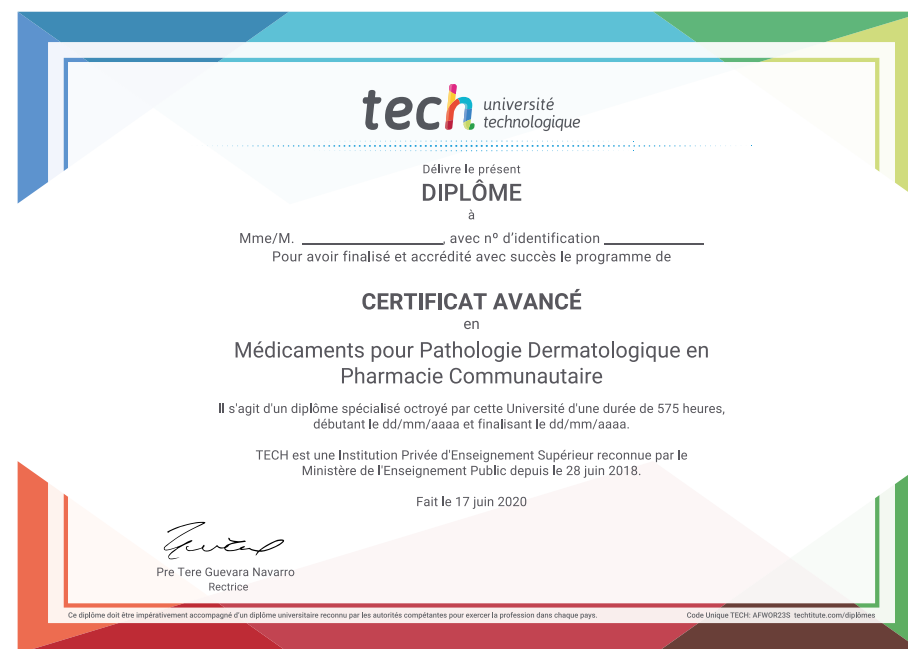 tech université
technologique
Délivre le présent
DIPLÔME
à
Mme/M. ____________________, avec nº d'identification ______________
Pour avoir finalisé et accrédité avec succès le programme de
CERTIFICAT AVANCÉ
en
Médicaments pour Pathologie Dermatologique en
Pharmacie Communautaire
Il s'agit d'un diplôme spécialisé octroyé par cette Université d'une durée de 575 heures,
débutant le dd/mm/aaaa et finalisant le dd/mm/aaaa.
TECH est une Institution Privée d'Enseignement Supérieur reconnue par le
Ministère de l'Enseignement Public depuis le 28 juin 2018.
Fait le 17 juin 2020
Pre Tere Guevara Navarro
Rectrice
Ce diplôme doit être impérativement accompagné d'un diplôme universitaire reconnu par les autorités compétentes pour exercer la profession dans chaque pays.
Code Unique TECH: AFWOR23S techtitute.com/diplômes